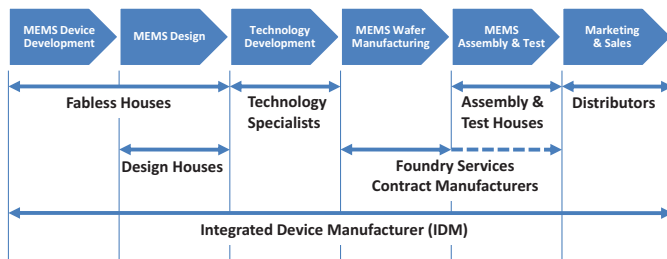 MEMS Device
Development
MEMS Design
Technology
Development
MEMS Wafer
Manufacturing
MEMS
Assembly & Test
Marketing
& Sales
Fabless Houses
Technology
Specialists
Assembly &
Test Houses
Distributors
Design Houses
Foundry Services
Contract Manufacturers
Integrated Device Manufacturer (IDM)